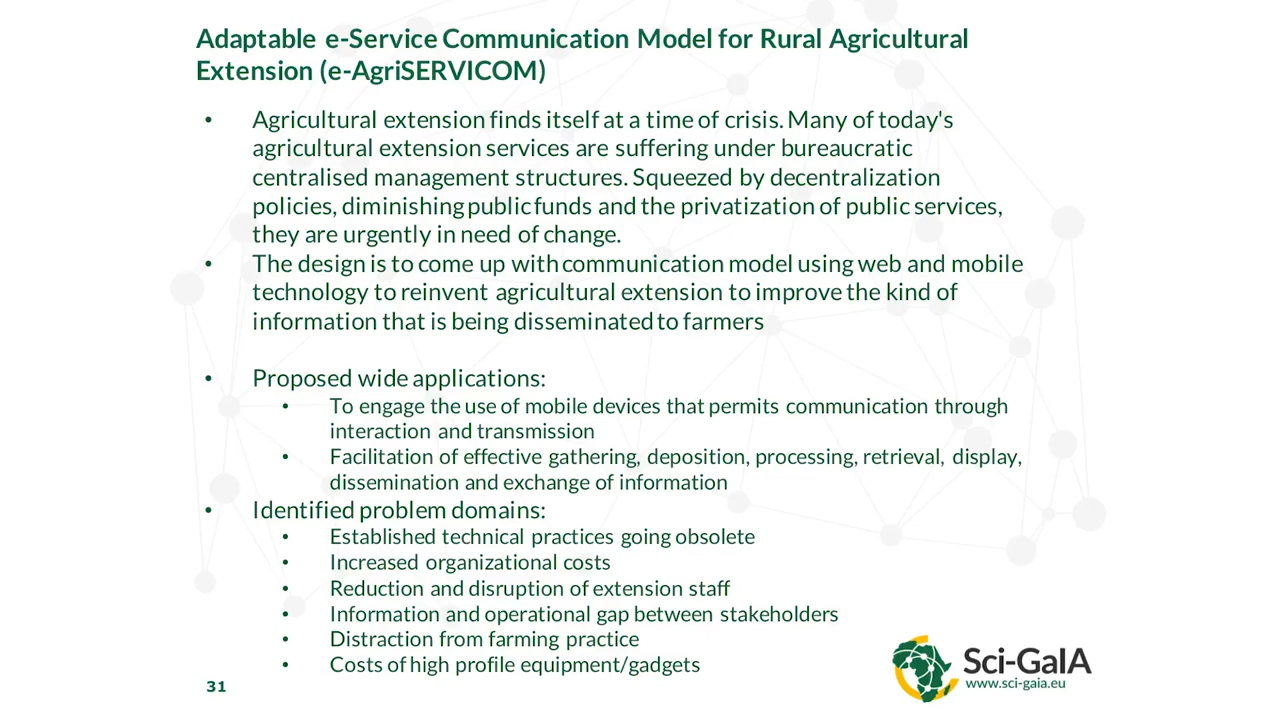 Adaptable e-Service Communication Model for Rural Agricultural
Extension (e-AgriSERVICOM)
• Agricultural extension finds itself at a time of crisis. Many of today's
agricultural extension services are suffering under bureaucratic
centralised management structures. Squeezed by decentralization
policies, diminishing public funds and the privatization of public services,
they are urgently in need of change.
• The design is to come up with communication model using web and mobile
technology to reinvent agricultural extension to improve the kind of
information that is being disseminated to farmers
• Proposed wide applications:
• To engage the use of mobile devices that permits communication through
interaction and transmission
• Facilitation of effective gathering, deposition, processing, retrieval, display,
dissemination and exchange of information
• Identified problem domains:
• Established technical practices going obsolete
• Increased organizational costs
• Reduction and disruption of extension staff
• Information and operational gap between stakeholders
• Distraction from farming practice
• Costs of high profile equipment/gadgets
31
Sci-GaIA
www.sci-gaia.eu